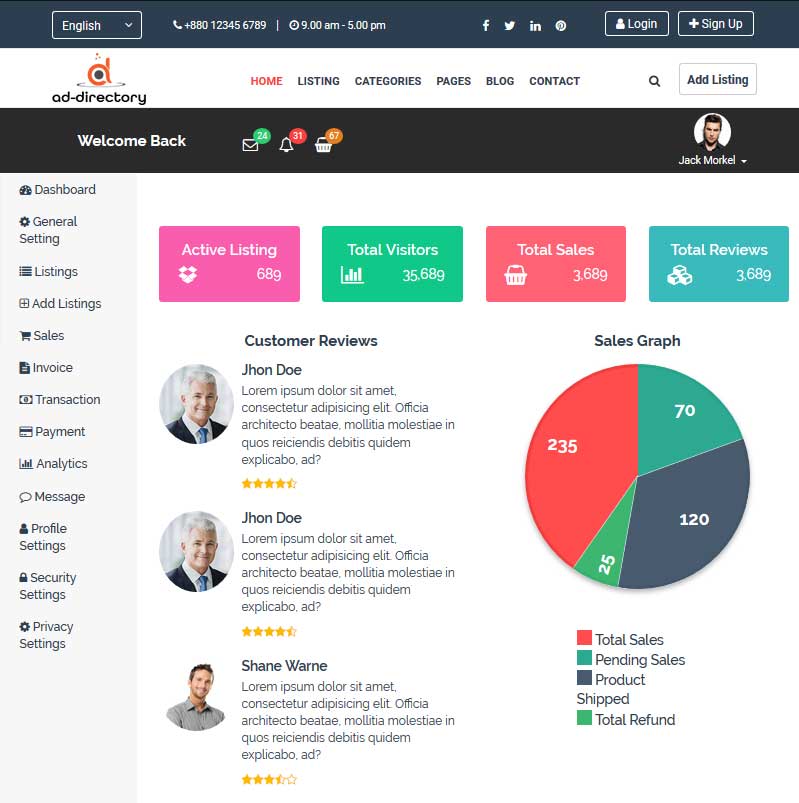 English
+880 12345 6789 | 9.00 am - 5.00 pm
Login
Sign Up
ad-directory
HOME LISTING CATEGORIES PAGES BLOG CONTACT
Add Listing
Welcome Back
24
31
67
Jack Morkel
Dashboard
General
Setting
Listings
Add Listings
Sales
Invoice
Transaction
Payment
Analytics
Message
Profile
Settings
Security
Settings
Privacy
Settings
Active Listing
689
Total Visitors
35,689
Total Sales
3,689
Total Reviews
3,689
Customer Reviews
Jhon Doe
Lorem ipsum dolor sit amet,
consectetur adipisicing elit. Officia
architecto beatae, mollitia molestiae in
quos reiciendis debitis quidem
explicabo, ad?
Jhon Doe
Lorem ipsum dolor sit amet,
consectetur adipisicing elit. Officia
architecto beatae, mollitia molestiae in
quos reiciendis debitis quidem
explicabo, ad?
Shane Warne
Lorem ipsum dolor sit amet,
consectetur adipisicing elit. Officia
architecto beatae, mollitia molestiae in
quos reiciendis debitis quidem
explicabo, ad?
Sales Graph
70
235
120
25
Total Sales
Pending Sales
Product
Shipped
Total Refund